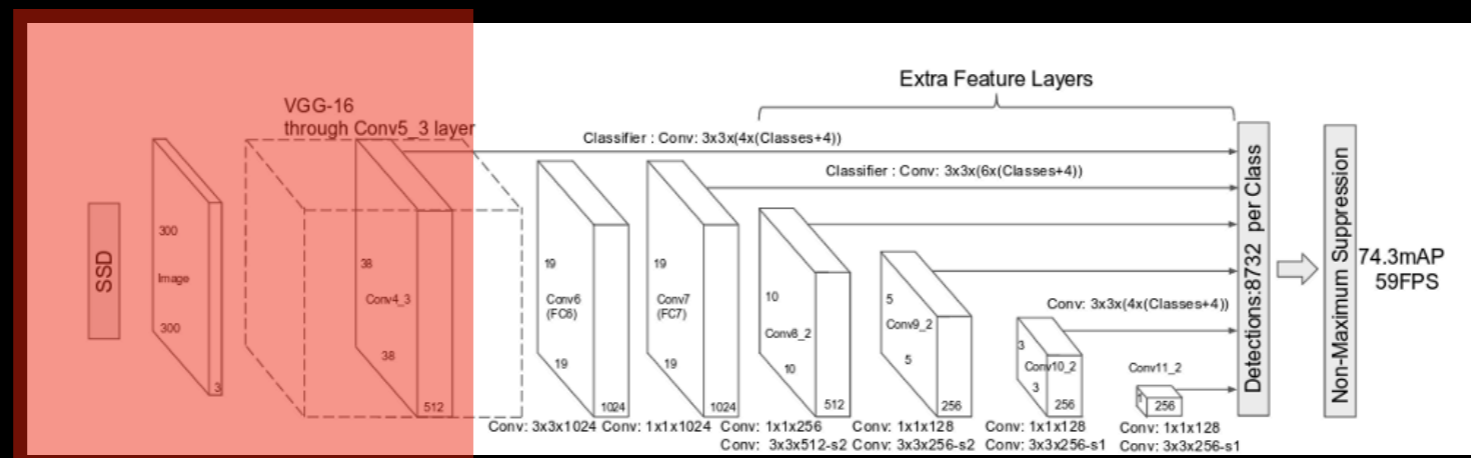 Extra Feature Layers
VGG-16
through Conv5_3 layer
Classifier : Conv: 3x3x(4x(Classes+4))
Classifier : Conv: 3x3x(6x(Classes+4))
SSD
300
Image
300
3
38
Conv4_3
38
512
19
Conv6
(FC6)
19
1024
19
Conv7
(FC7)
19
1024
10
Conv8_2
10
512
5
Conv9_2
5
256
Conv: 3x3x(4x(Classes+4))
3
Conv10_2
3
256
Conv11_2
1
256
Detections:8732 per Class
Non-Maximum Suppression
74.3mAP
59FPS
Conv: 3x3x1024 Conv: 1x1x1024 Conv: 1x1x256 Conv: 1x1x128 Conv: 1x1x128 Conv: 1x1x128
Conv: 3x3x512-s2 Conv: 3x3x256-s2 Conv: 3x3x256-s1 Conv: 3x3x256-s1